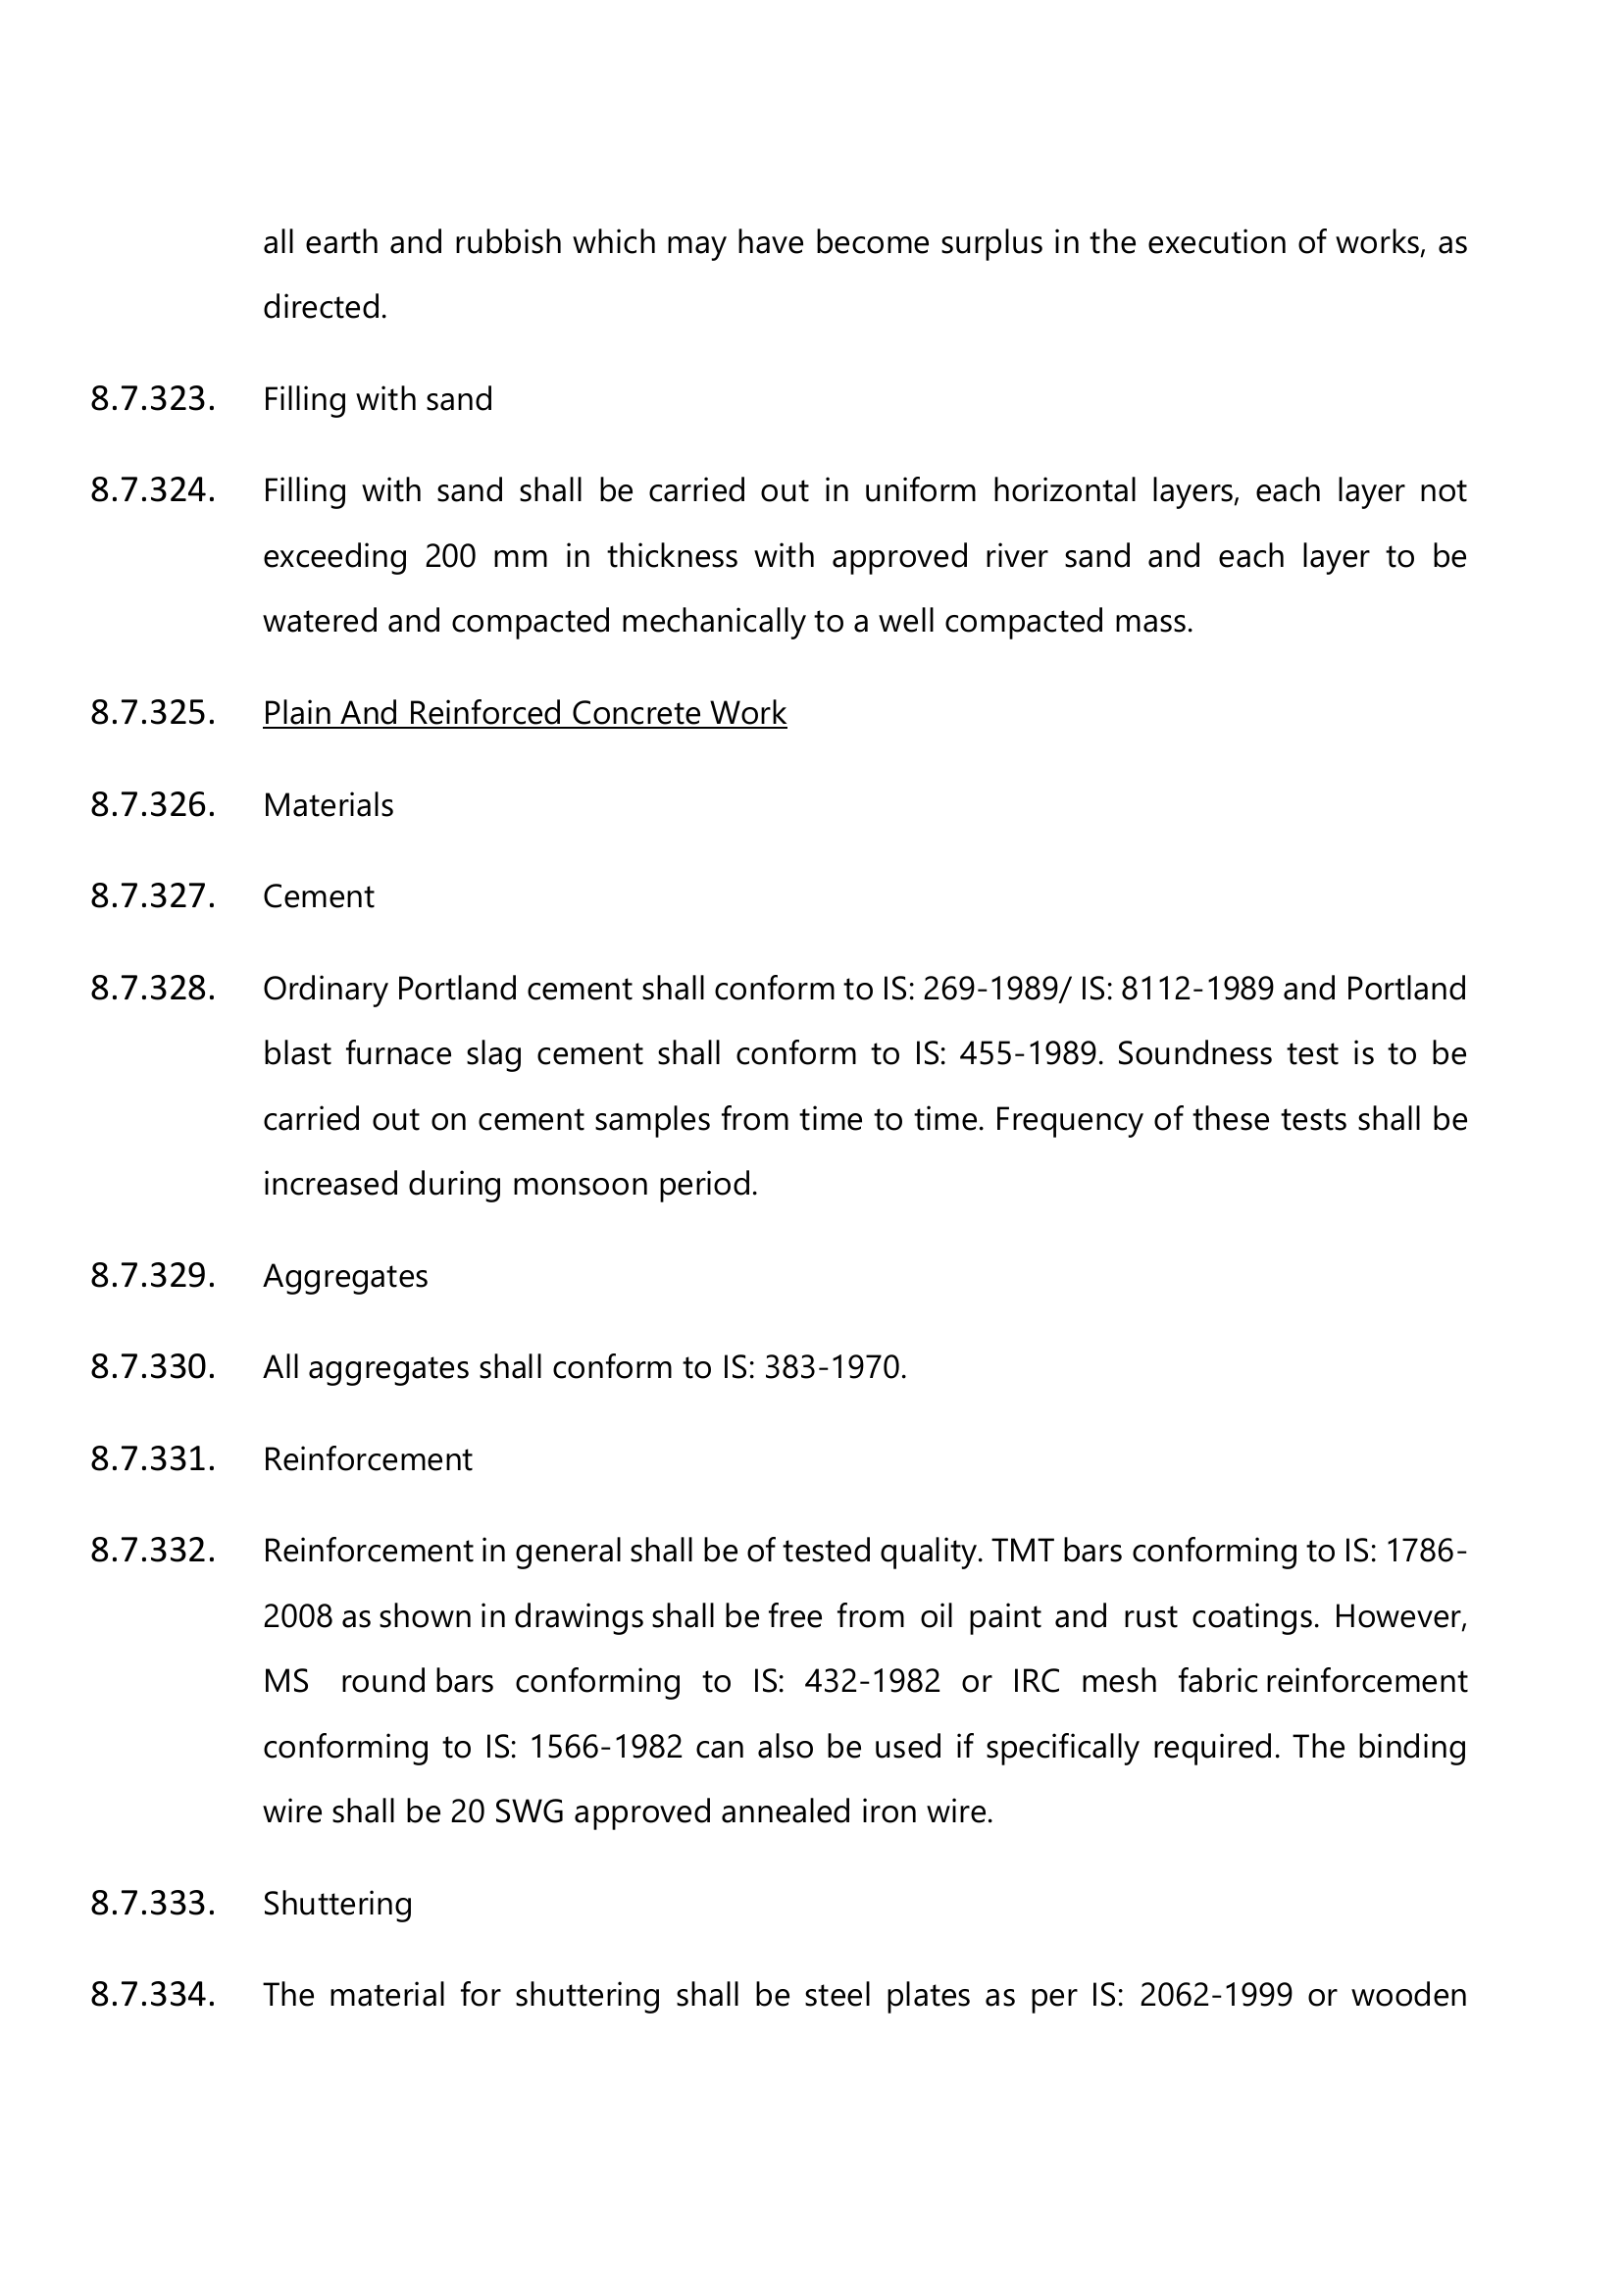 all earth and rubbish which may have become surplus in the execution of works, as
directed.
8.7.323. Filling with sand
8.7.324. Filling with sand shall be carried out in uniform horizontal layers, each layer not
exceeding 200 mm in thickness with approved river sand and each layer to be
watered and compacted mechanically to a well compacted mass.
8.7.325. Plain And Reinforced Concrete Work
8.7.326. Materials
8.7.327. Cement
8.7.328. Ordinary Portland cement shall conform to IS: 269-1989/ IS: 8112-1989 and Portland
blast furnace slag cement shall conform to IS: 455-1989. Soundness test is to be
carried out on cement samples from time to time. Frequency of these tests shall be
increased during monsoon period.
8.7.329. Aggregates
8.7.330. All aggregates shall conform to IS: 383-1970.
8.7.331. Reinforcement
8.7.332. Reinforcement in general shall be of tested quality. TMT bars conforming to IS: 1786-
2008 as shown in drawings shall be free from oil paint and rust coatings. However,
MS round bars conforming to IS: 432-1982 or IRC mesh fabric reinforcement
conforming to IS: 1566-1982 can also be used if specifically required. The binding
wire shall be 20 SWG approved annealed iron wire.
8.7.333. Shuttering
8.7.334. The material for shuttering shall be steel plates as per IS: 2062-1999 or wooden